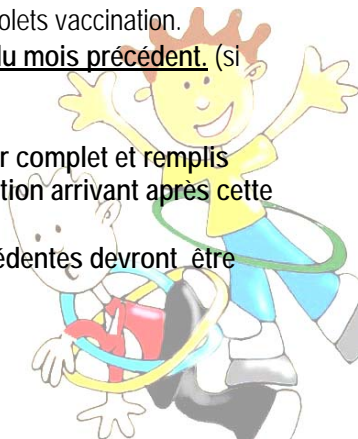 olets vaccination.
du mois précédent. (si
r complet et remplis
tion arrivant après cette
édentes devront être